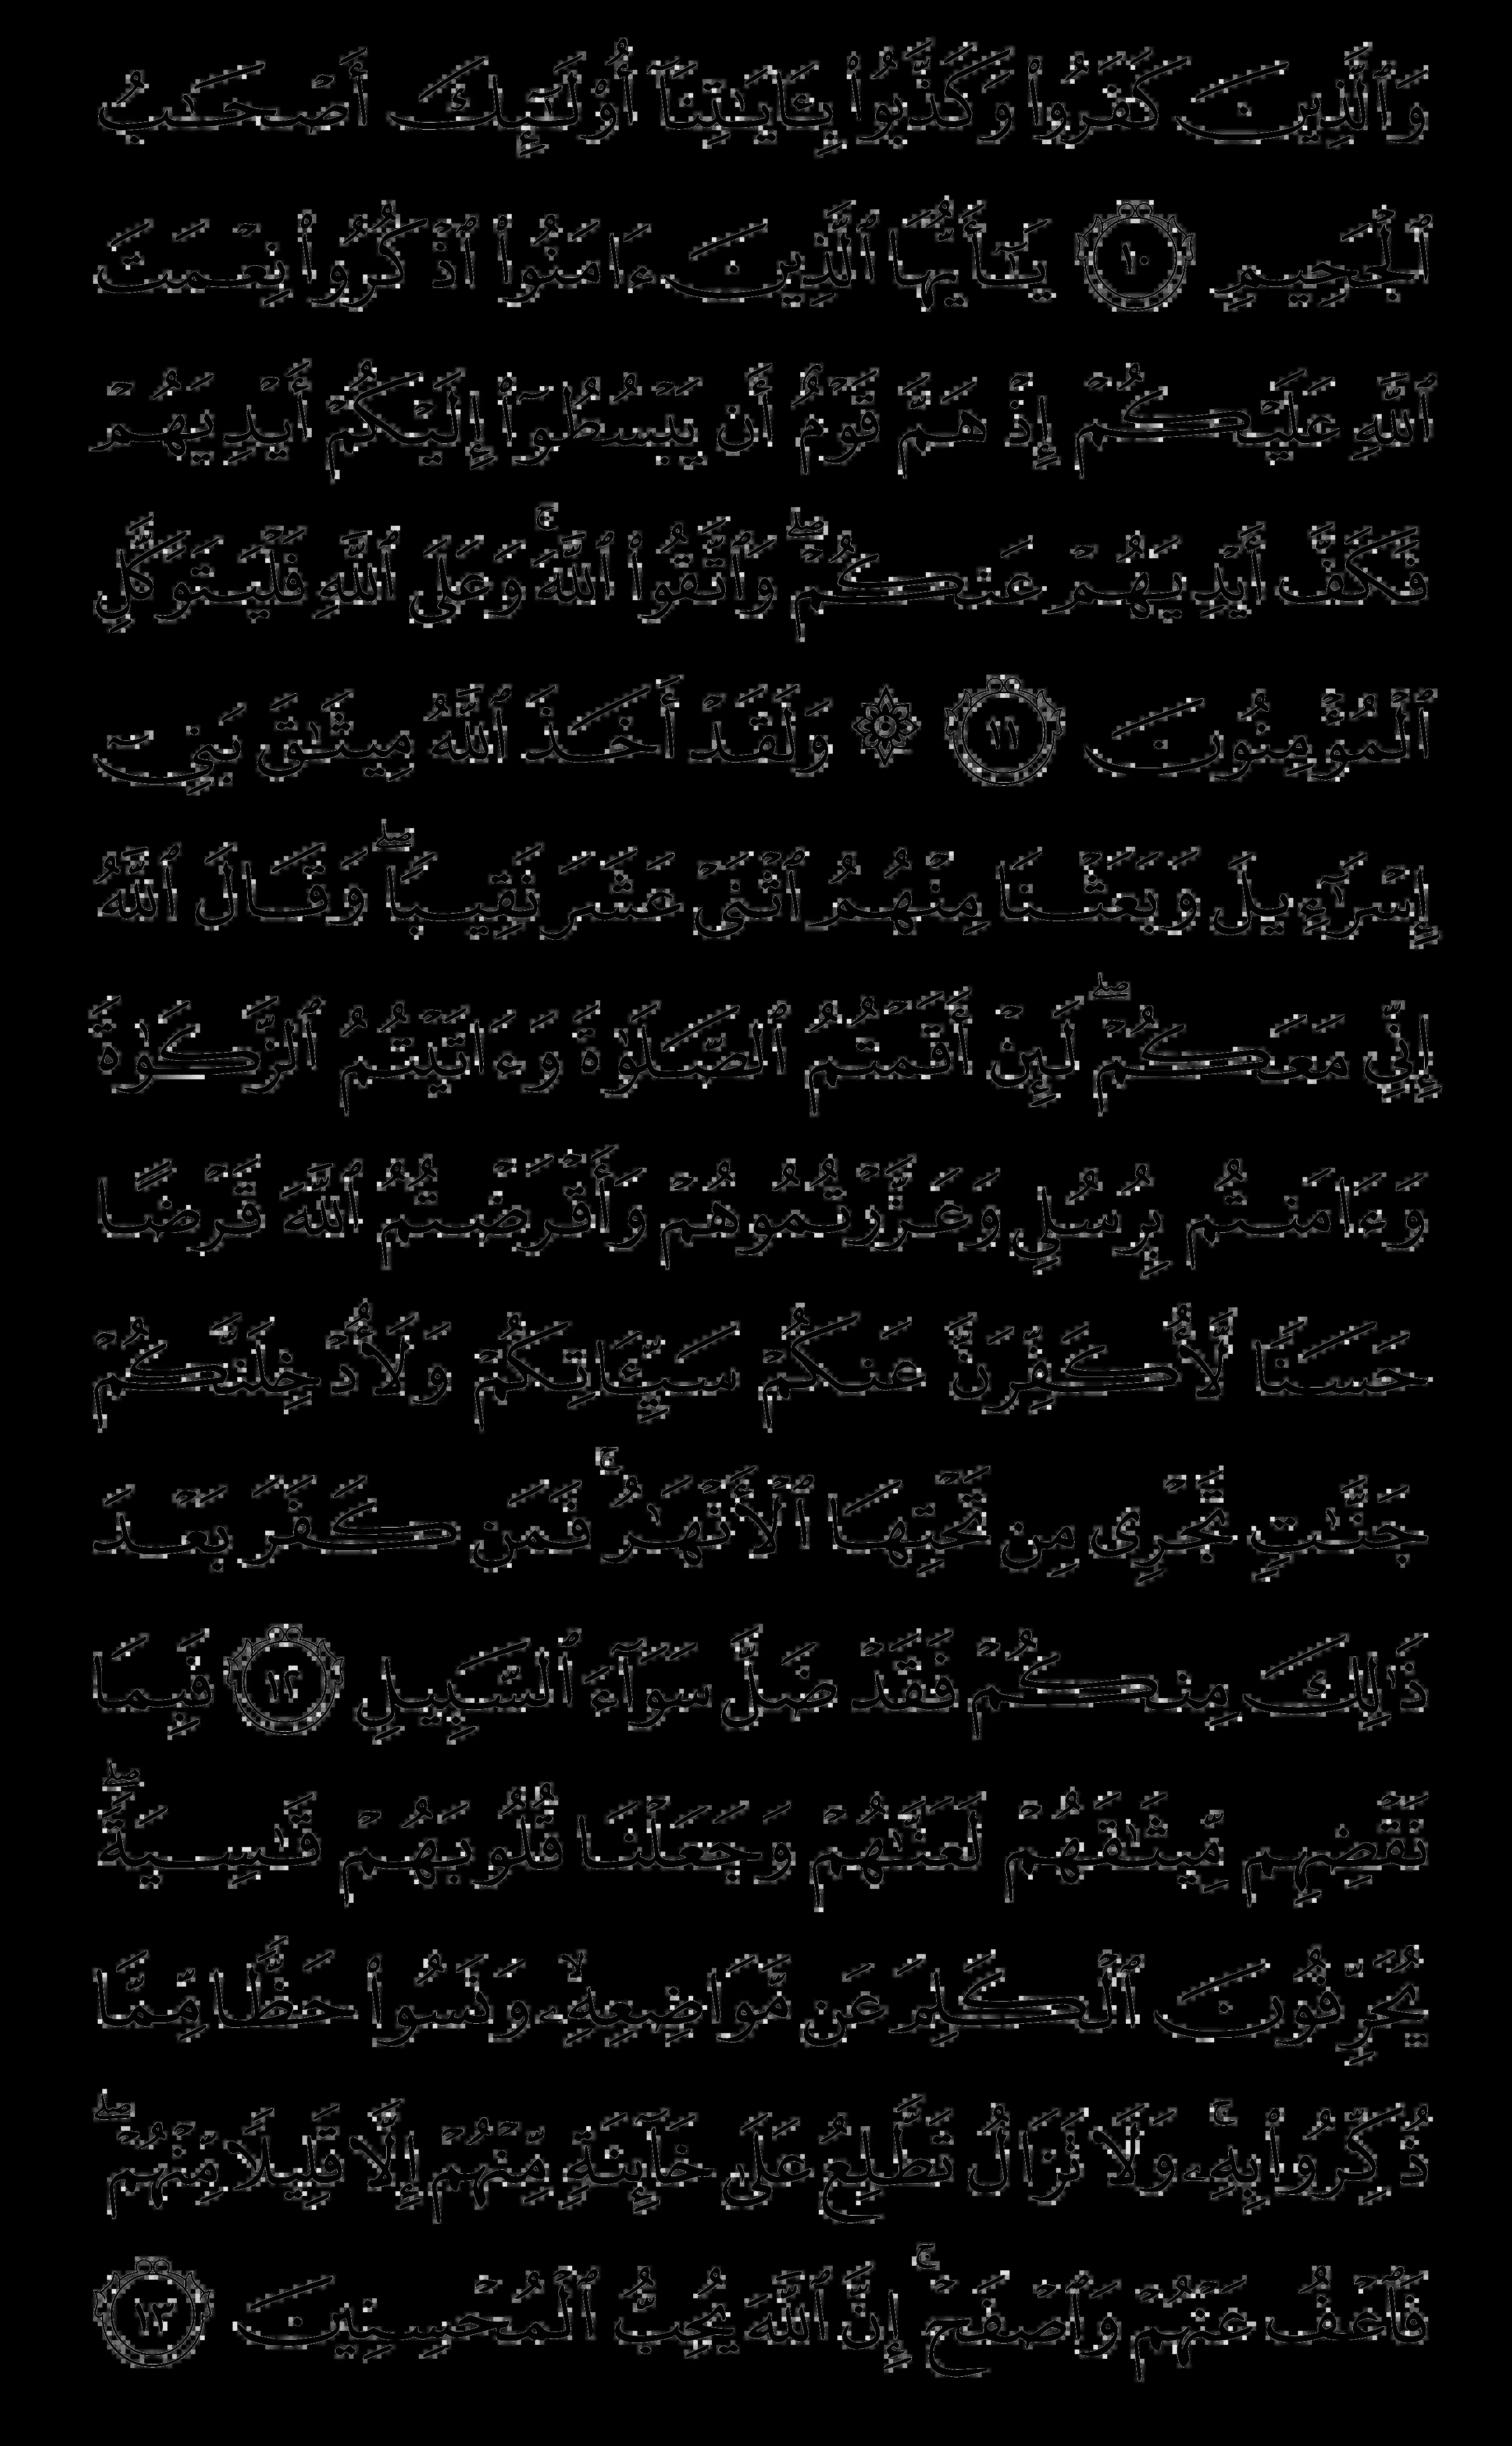 وَٱلَّذِينَ كَفَرُوا۟ وَكَذَّبُوا۟ بِـَٔايَـٰتِنَآ أُو۟لَـٰٓئِكَ أَصْحَـٰبُ
ٱلْجَحِيمِ ١٠ يَـٰٓأَيُّهَا ٱلَّذِينَ ءَامَنُوا۟ ٱذْكُرُوا۟ نِعْمَتَ
ٱللَّهِ عَلَيْكُمْ إِذْ هَمَّ قَوْمٌ أَن يَبْسُطُوٓا۟ إِلَيْكُمْ أَيْدِيَهُمْ
فَكَفَّ أَيْدِيَهُمْ عَنكُمْ ۖ وَٱتَّقُوا۟ ٱللَّهَ ۚ وَعَلَى ٱللَّهِ فَلْيَتَوَكَّلِ
ٱلْمُؤْمِنُونَ ١١ ۞ وَلَقَدْ أَخَذَ ٱللَّهُ مِيثَـٰقَ بَنِىٓ
إِسْرَٰٓءِيلَ وَبَعَثْنَا مِنْهُمُ ٱثْنَىْ عَشَرَ نَقِيبًا ۖ وَقَالَ ٱللَّهُ
إِنِّى مَعَكُمْ ۖ لَئِنْ أَقَمْتُمُ ٱلصَّلَوٰةَ وَءَاتَيْتُمُ ٱلزَّكَوٰةَ
وَءَامَنتُم بِرُسُلِى وَعَزَّرْتُمُوهُمْ وَأَقْرَضْتُمُ ٱللَّهَ قَرْضًا
حَسَنًا لَّأُكَفِّرَنَّ عَنكُمْ سَيِّـَٔاتِكُمْ وَلَأُدْخِلَنَّكُمْ
جَنَّـٰتٍ تَجْرِى مِن تَحْتِهَا ٱلْأَنْهَـٰرُ ۚ فَمَن كَفَرَ بَعْدَ
ذَٰلِكَ مِنكُمْ فَقَدْ ضَلَّ سَوَآءَ ٱلسَّبِيلِ ١٢ فَبِمَا
نَقْضِهِم مِّيثَـٰقَهُمْ لَعَنَّـٰهُمْ وَجَعَلْنَا قُلُوبَهُمْ قَـٰسِيَةً ۖ
يُحَرِّفُونَ ٱلْكَلِمَ عَن مَّوَاضِعِهِۦ ۙ وَنَسُوا۟ حَظًّا مِّمَّا
ذُكِّرُوا۟ بِهِۦ ۚ وَلَا تَزَالُ تَطَّلِعُ عَلَىٰ خَآئِنَةٍ مِّنْهُمْ إِلَّا قَلِيلًا مِّنْهُمْ ۖ
فَٱعْفُ عَنْهُمْ وَٱصْفَحْ ۚ إِنَّ ٱللَّهَ يُحِبُّ ٱلْمُحْسِنِينَ ١٣